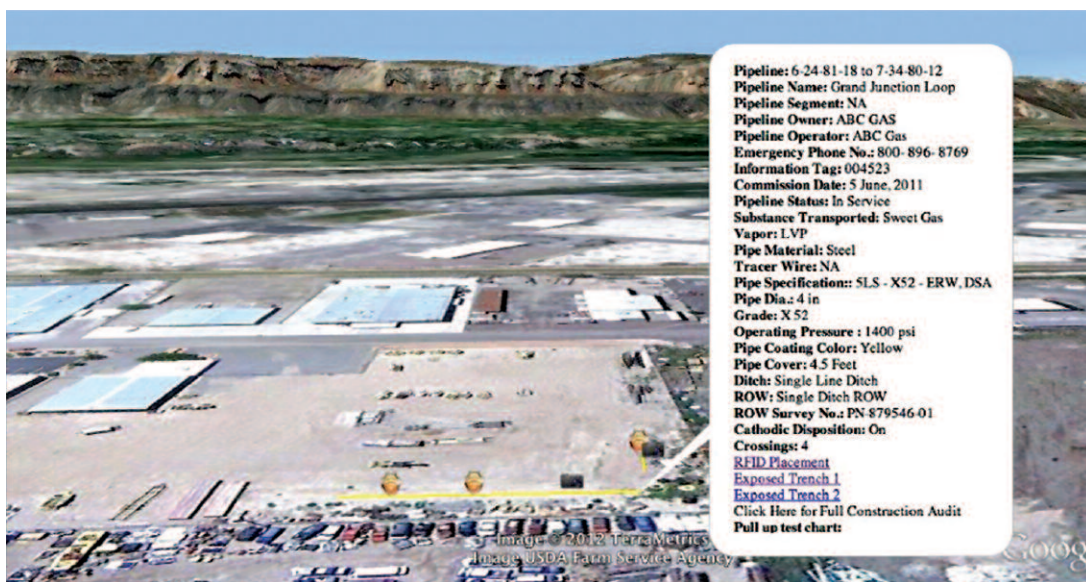 Pipeline: 6-24-81-18 to 7-34-80-12
Pipeline Name: Grand Junction Loop
Pipeline Segment: NA
Pipeline Owner: ABC GAS
Pipeline Operator: ABC Gas
Emergency Phone No.: 800- 896- 8769
Information Tag: 004523
Commission Date: 5 June, 2011
Pipeline Status: In Service
Substance Transported: Sweet Gas
Vapor: LVP
Pipe Material: Steel
Tracer Wire: NA
Pipe Specification:: 5LS - X52 - ERW, DSA
Pipe Dia.: 4 in
Grade: X 52
Operating Pressure : 1400 psi
Pipe Coating Color: Yellow
Pipe Cover: 4.5 Feet
Ditch: Single Line Ditch
ROW: Single Ditch ROW
ROW Survey No.: PN-879546-01
Cathodic Disposition: On
Crossings: 4
RFID Placement
Exposed Trench 1
Exposed Trench 2
Click Here for Full Construction Audit
Pull up test chart:
Image © 2012 TerraMetrics
Image USDA Farm Service Agency
Goog